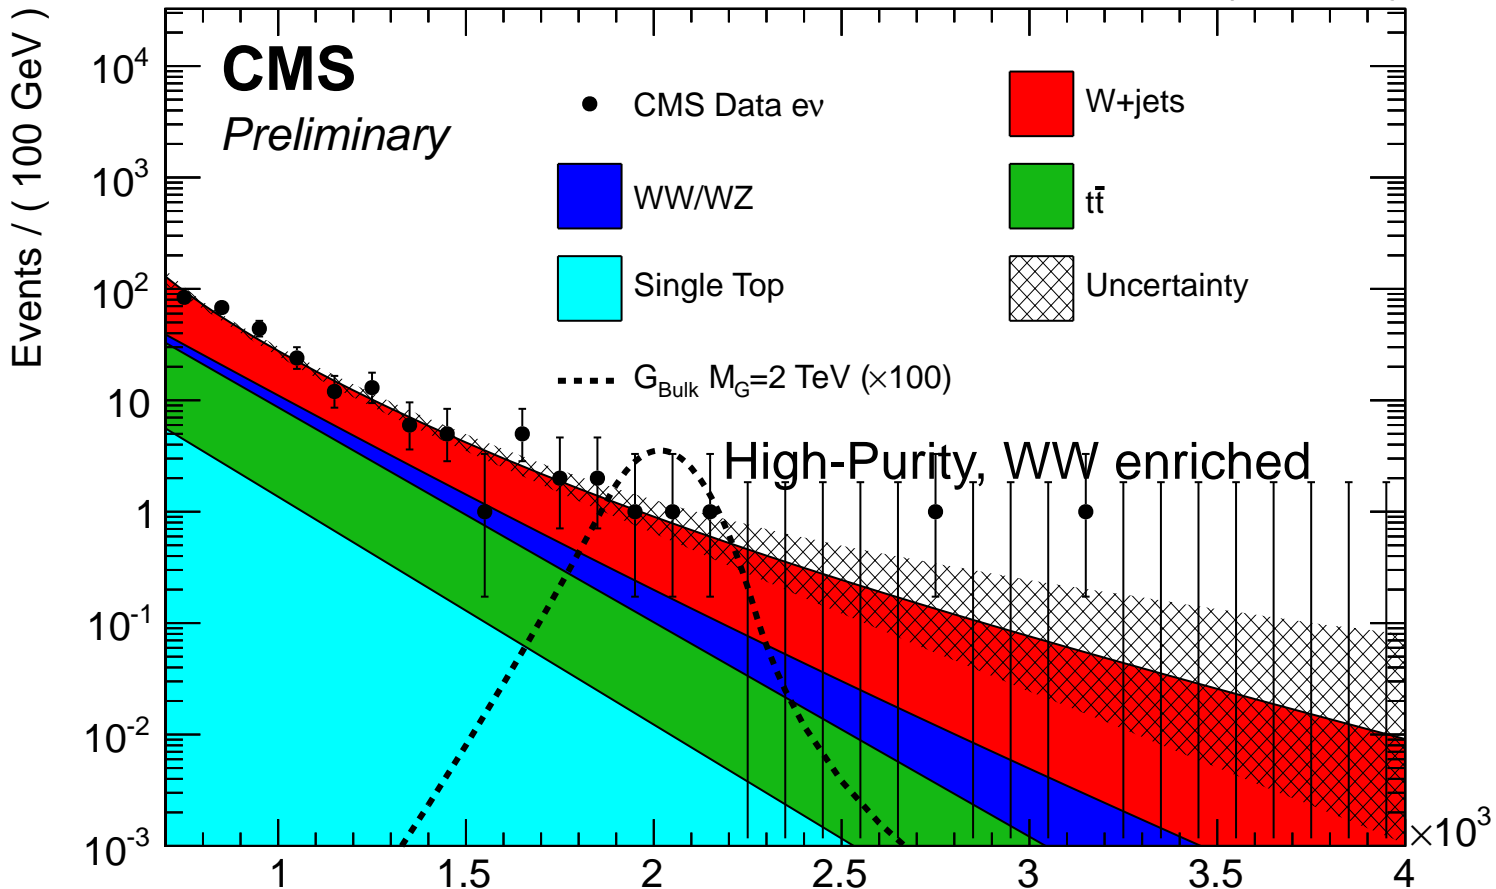 CMS
Preliminary
CMS Data eν
W+jets
WW/WZ
tt̄
Single Top
Uncertainty
G_Bulk M_G=2 TeV (×100)
High-Purity, WW enriched
Events / ( 100 GeV )
10^4
10^3
10^2
10
1
10^-1
10^-2
10^-3
1 1.5 2 2.5 3 3.5 4
×10^3